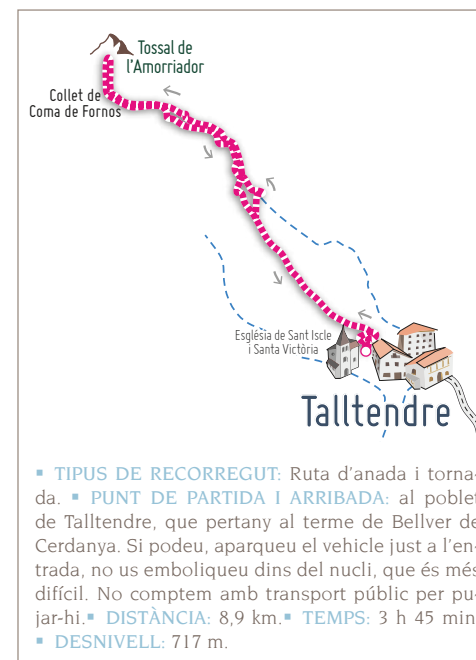 Tossal de
l'Amorriador
Collet de
Coma de Fornos
Església de Sant Iscle
i Santa Victòria
Talltendre
▪ TIPUS DE RECORREGUT: Ruta d'anada i torna-
da. ▪ PUNT DE PARTIDA I ARRIBADA: al poblet
de Talltendre, que pertany al terme de Bellver de
Cerdanya. Si podeu, aparqueu el vehicle just a l'en-
trada, no us emboliqueu dins del nucli, que és més
difícil. No comptem amb transport públic per pu-
jar-hi.▪ DISTÀNCIA: 8,9 km.▪ TEMPS: 3 h 45 min
▪ DESNIVELL: 717 m.